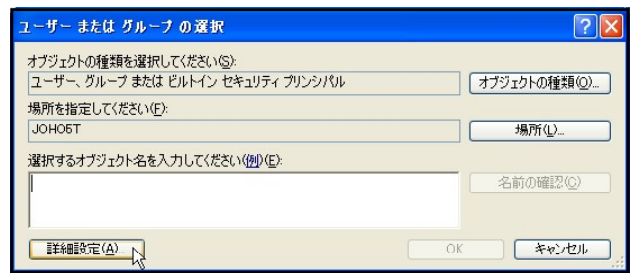 ユーザー または グループ の選択
オブジェクトの種類を選択してください(S):
ユーザー、グループ または ビルトイン セキュリティ プリンシパル
オブジェクトの種類(O)...
場所を指定してください(F):
JOHO5T
場所(L)...
選択するオブジェクト名を入力してください(例)(E):
名前の確認(C)
詳細設定(A)
OK
キャンセル